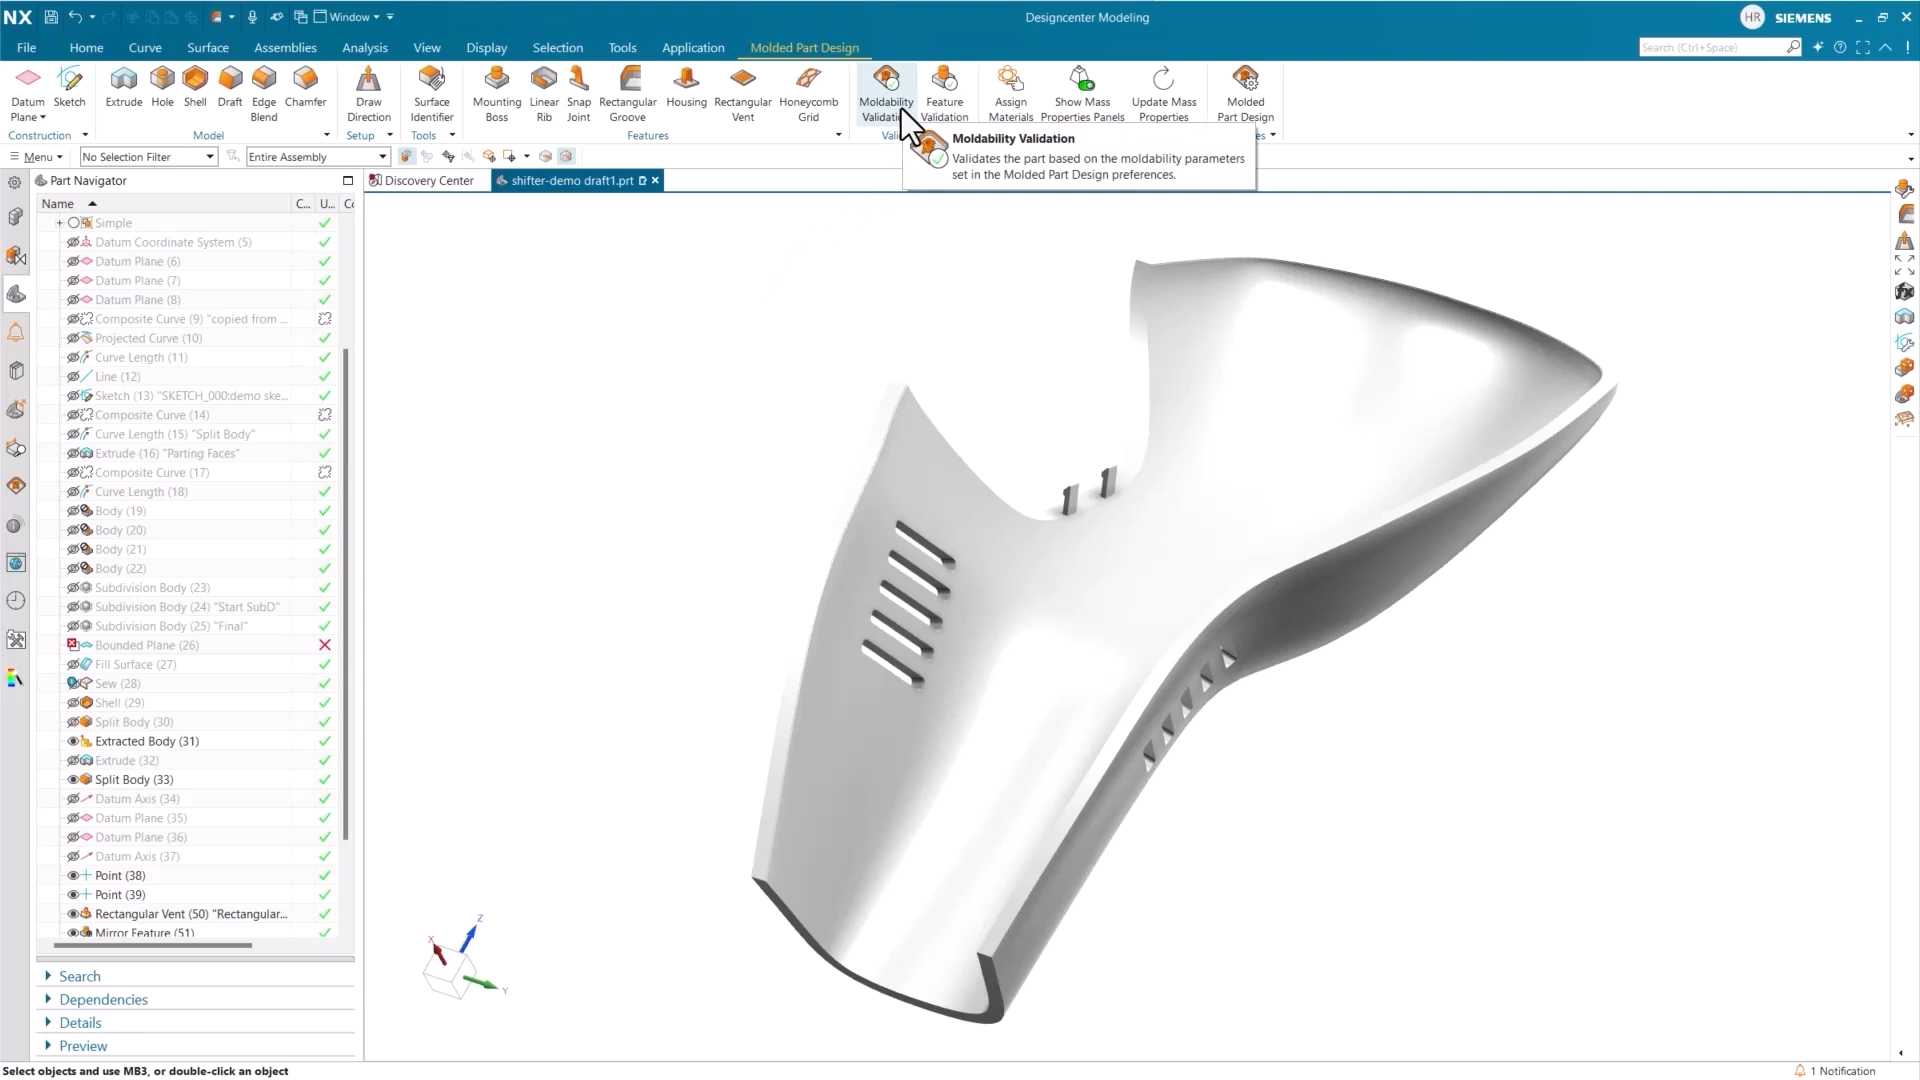 NX
Window
Designcenter Modeling
HR SIEMENS
File Home Curve Surface Assemblies Analysis View Display Selection Tools Application Molded Part Design
Search (Ctrl+Space)
Datum Plane
Sketch
Extrude
Hole
Shell
Draft
Edge Blend
Chamfer
Draw Direction
Surface Identifier
Mounting Boss
Linear Rib
Snap Joint
Rectangular Groove
Housing
Rectangular Vent
Honeycomb Grid
Moldability
Feature Validation
Assign Materials
Show Mass Properties Panels
Update Mass Properties
Molded Part Design
Construction Model Setup Tools Features
Menu No Selection Filter Entire Assembly
Moldability Validation
Validates the part based on the moldability parameters
set in the Molded Part Design preferences.
Part Navigator
Discovery Center shifter-demo draft1.prt
Name C... U... Co
Simple
Datum Coordinate System (5)
Datum Plane (6)
Datum Plane (7)
Datum Plane (8)
Composite Curve (9) "copied from ...
Projected Curve (10)
Curve Length (11)
Line (12)
Sketch (13) "SKETCH_000:demo ske...
Composite Curve (14)
Curve Length (15) "Split Body"
Extrude (16) "Parting Faces"
Composite Curve (17)
Curve Length (18)
Body (19)
Body (20)
Body (21)
Body (22)
Subdivision Body (23)
Subdivision Body (24) "Start SubD"
Subdivision Body (25) "Final"
Bounded Plane (26)
Fill Surface (27)
Sew (28)
Shell (29)
Split Body (30)
Extracted Body (31)
Extrude (32)
Split Body (33)
Datum Axis (34)
Datum Plane (35)
Datum Plane (36)
Datum Axis (37)
Point (38)
Point (39)
Rectangular Vent (50) "Rectangular...
Mirror Feature (51)
Search
Dependencies
Details
Preview
X
Z
Y
Select objects and use MB3, or double-click an object
1 Notification